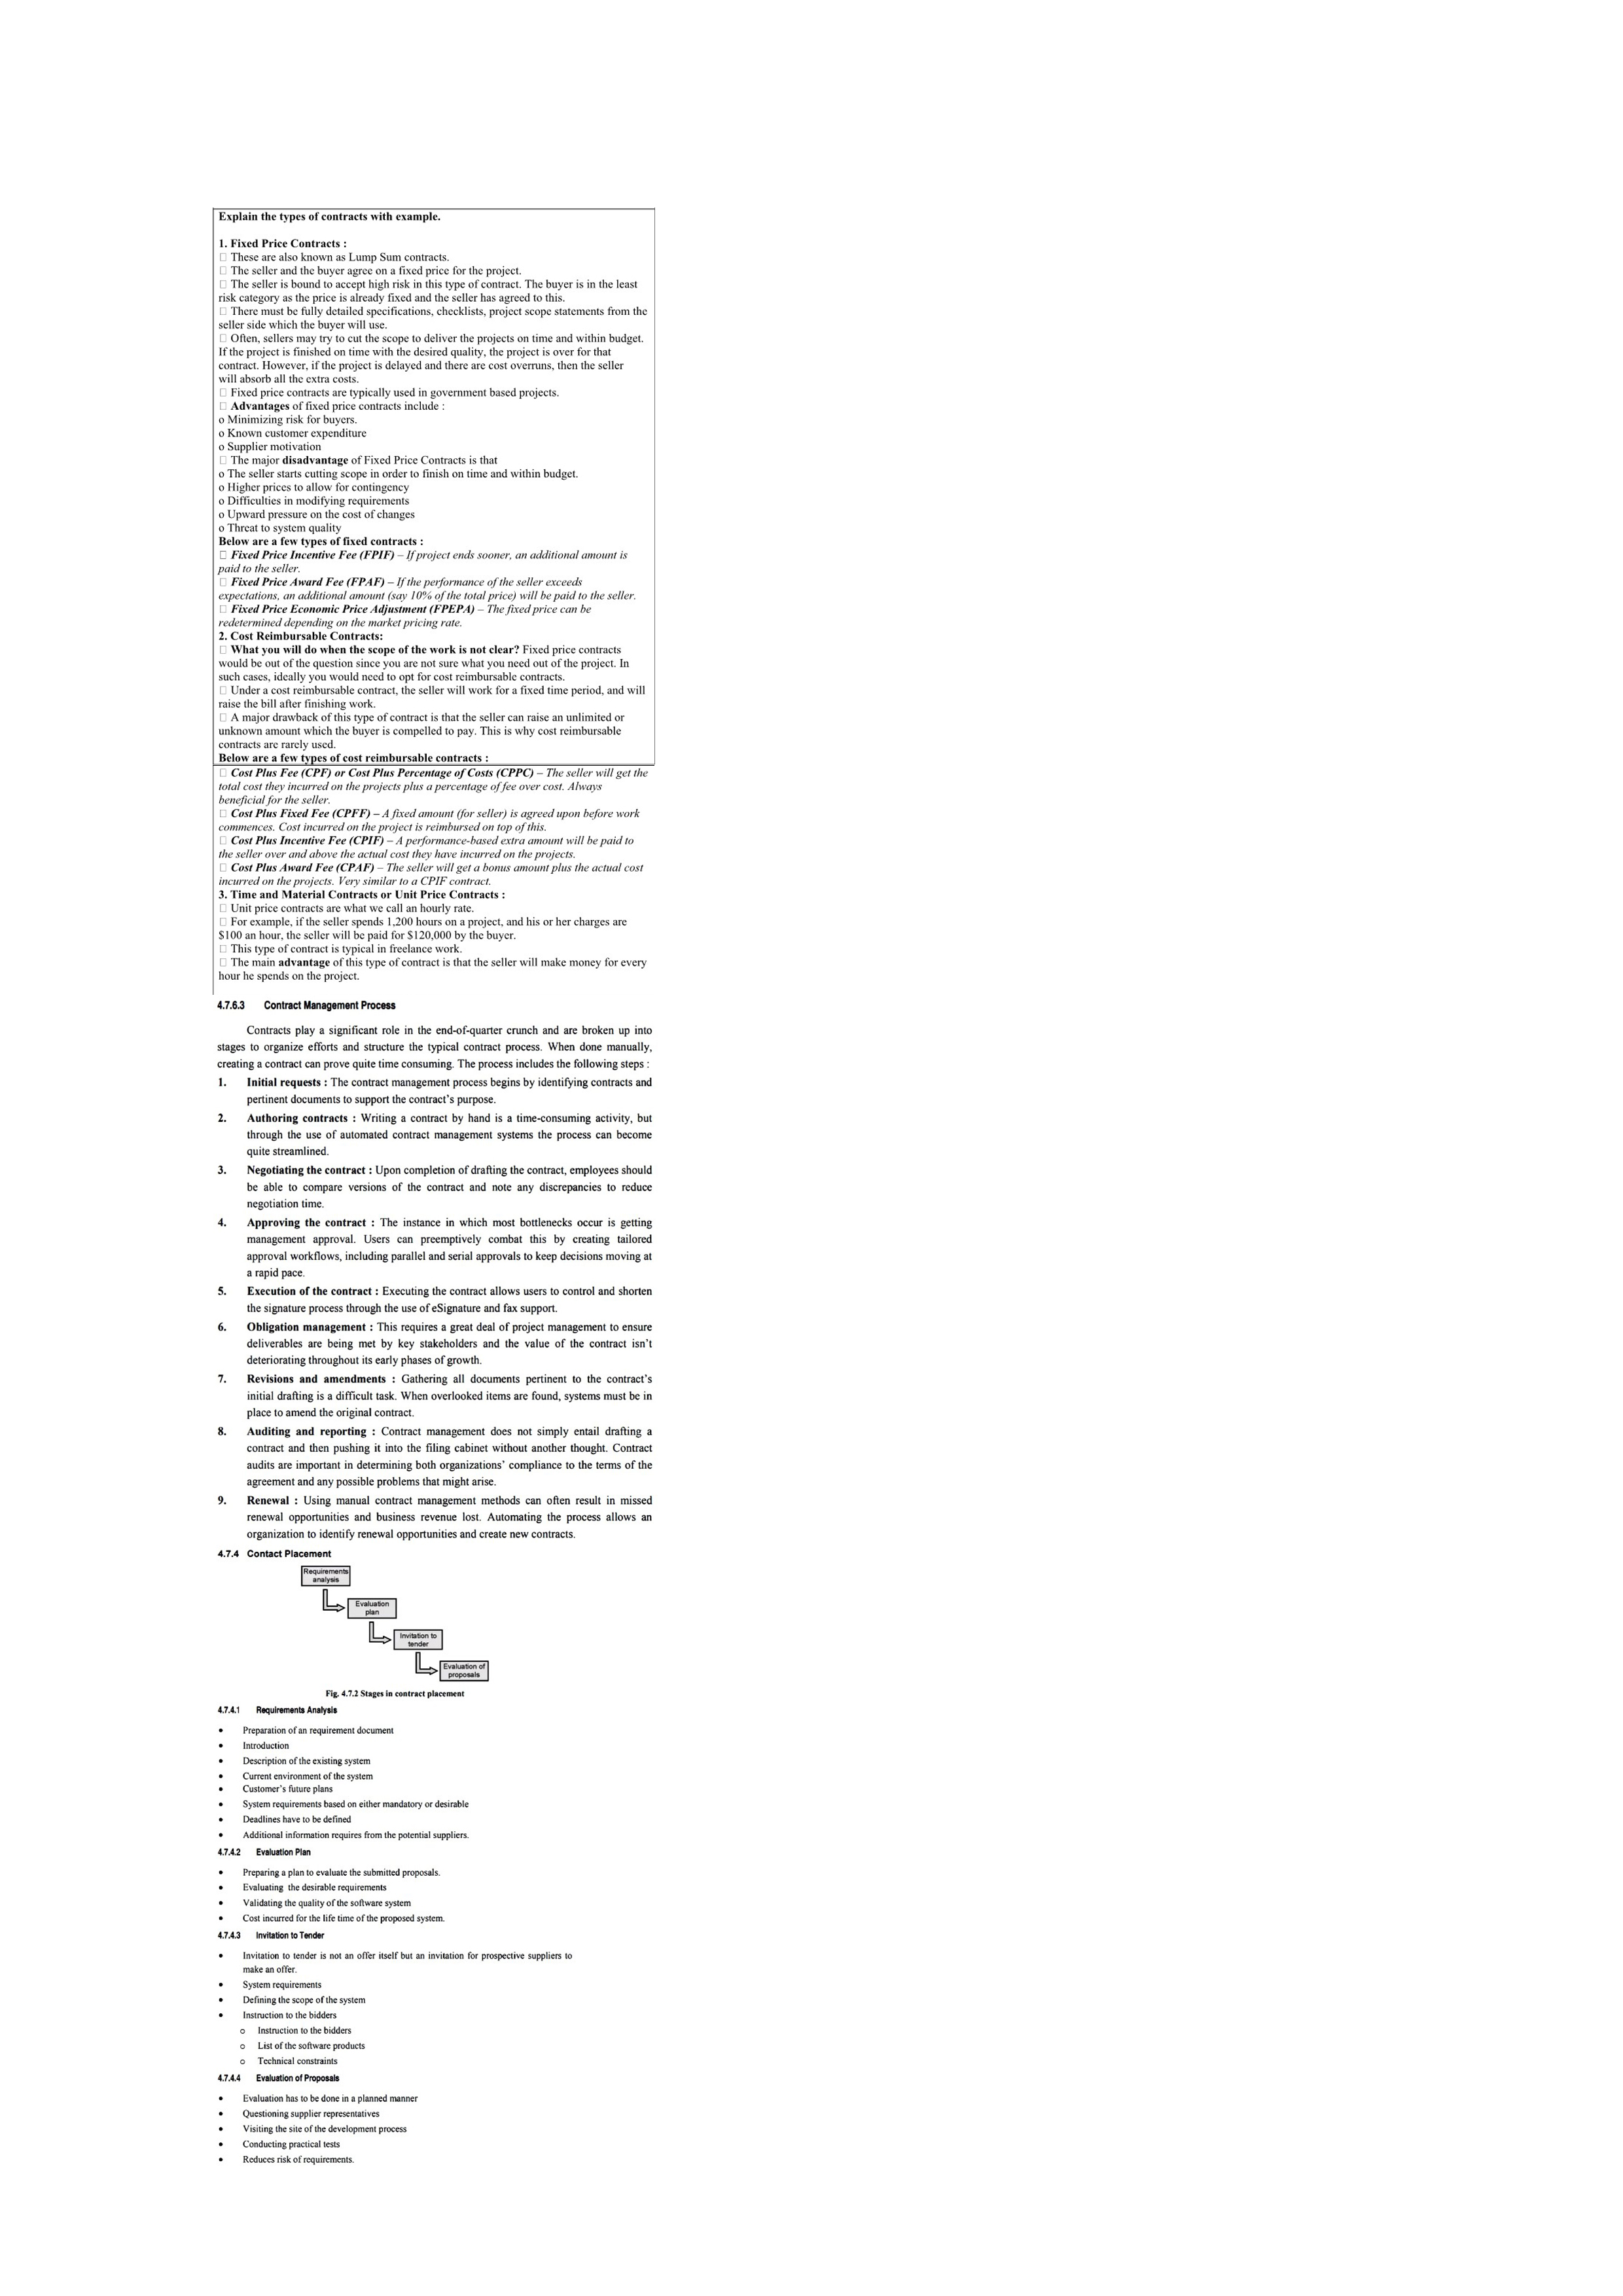 Explain the types of contracts with example.
1. Fixed Price Contracts :
□ These are also known as Lump Sum contracts.
□ The seller and the buyer agree on a fixed price for the project.
□ The seller is bound to accept high risk in this type of contract. The buyer is in the least
risk category as the price is already fixed and the seller has agreed to this.
□ There must be fully detailed specifications, checklists, project scope statements from the
seller side which the buyer will use.
□ Often, sellers may try to cut the scope to deliver the projects on time and within budget.
If the project is finished on time with the desired quality, the project is over for that
contract. However, if the project is delayed and there are cost overruns, then the seller
will absorb all the extra costs.
□ Fixed price contracts are typically used in government based projects.
□ Advantages of fixed price contracts include :
o Minimizing risk for buyers.
o Known customer expenditure
o Supplier motivation
□ The major disadvantage of Fixed Price Contracts is that
o The seller starts cutting scope in order to finish on time and within budget.
o Higher prices to allow for contingency
o Difficulties in modifying requirements
o Upward pressure on the cost of changes
o Threat to system quality
Below are a few types of fixed contracts :
□ Fixed Price Incentive Fee (FPIF) – If project ends sooner, an additional amount is
paid to the seller.
□ Fixed Price Award Fee (FPAF) – If the performance of the seller exceeds
expectations, an additional amount (say 10% of the total price) will be paid to the seller.
□ Fixed Price Economic Price Adjustment (FPEPA) – The fixed price can be
redetermined depending on the market pricing rate.
2. Cost Reimbursable Contracts:
□ What you will do when the scope of the work is not clear? Fixed price contracts
would be out of the question since you are not sure what you need out of the project. In
such cases, ideally you would need to opt for cost reimbursable contracts.
□ Under a cost reimbursable contract, the seller will work for a fixed time period, and will
raise the bill after finishing work.
□ A major drawback of this type of contract is that the seller can raise an unlimited or
unknown amount which the buyer is compelled to pay. This is why cost reimbursable
contracts are rarely used.
Below are a few types of cost reimbursable contracts :
□ Cost Plus Fee (CPF) or Cost Plus Percentage of Costs (CPPC) – The seller will get the
total cost they incurred on the projects plus a percentage of fee over cost. Always
beneficial for the seller.
□ Cost Plus Fixed Fee (CPFF) – A fixed amount (for seller) is agreed upon before work
commences. Cost incurred on the project is reimbursed on top of this.
□ Cost Plus Incentive Fee (CPIF) – A performance-based extra amount will be paid to
the seller over and above the actual cost they have incurred on the projects.
□ Cost Plus Award Fee (CPAF) – The seller will get a bonus amount plus the actual cost
incurred on the projects. Very similar to a CPIF contract.
3. Time and Material Contracts or Unit Price Contracts :
□ Unit price contracts are what we call an hourly rate.
□ For example, if the seller spends 1,200 hours on a project, and his or her charges are
$100 an hour, the seller will be paid for $120,000 by the buyer.
□ This type of contract is typical in freelance work.
□ The main advantage of this type of contract is that the seller will make money for every
hour he spends on the project.
4.7.6.3 Contract Management Process
Contracts play a significant role in the end-of-quarter crunch and are broken up into
stages to organize efforts and structure the typical contract process. When done manually,
creating a contract can prove quite time consuming. The process includes the following steps :
1. Initial requests : The contract management process begins by identifying contracts and
pertinent documents to support the contract's purpose.
2. Authoring contracts : Writing a contract by hand is a time-consuming activity, but
through the use of automated contract management systems the process can become
quite streamlined.
3. Negotiating the contract : Upon completion of drafting the contract, employees should
be able to compare versions of the contract and note any discrepancies to reduce
negotiation time.
4. Approving the contract : The instance in which most bottlenecks occur is getting
management approval. Users can preemptively combat this by creating tailored
approval workflows, including parallel and serial approvals to keep decisions moving at
a rapid pace.
5. Execution of the contract : Executing the contract allows users to control and shorten
the signature process through the use of eSignature and fax support.
6. Obligation management : This requires a great deal of project management to ensure
deliverables are being met by key stakeholders and the value of the contract isn't
deteriorating throughout its early phases of growth.
7. Revisions and amendments : Gathering all documents pertinent to the contract's
initial drafting is a difficult task. When overlooked items are found, systems must be in
place to amend the original contract.
8. Auditing and reporting : Contract management does not simply entail drafting a
contract and then pushing it into the filing cabinet without another thought. Contract
audits are important in determining both organizations' compliance to the terms of the
agreement and any possible problems that might arise.
9. Renewal : Using manual contract management methods can often result in missed
renewal opportunities and business revenue lost. Automating the process allows an
organization to identify renewal opportunities and create new contracts.
4.7.4 Contact Placement
Requirements
analysis
Evaluation
plan
Invitation to
tender
Evaluation of
proposals
Fig. 4.7.2 Stages in contract placement
4.7.4.1 Requirements Analysis
• Preparation of an requirement document
• Introduction
• Description of the existing system
• Current environment of the system
• Customer's future plans
• System requirements based on either mandatory or desirable
• Deadlines have to be defined
• Additional information requires from the potential suppliers.
4.7.4.2 Evaluation Plan
• Preparing a plan to evaluate the submitted proposals.
• Evaluating the desirable requirements
• Validating the quality of the software system
• Cost incurred for the life time of the proposed system.
4.7.4.3 Invitation to Tender
• Invitation to tender is not an offer itself but an invitation for prospective suppliers to
make an offer.
• System requirements
• Defining the scope of the system
• Instruction to the bidders
o Instruction to the bidders
o List of the software products
o Technical constraints
4.7.4.4 Evaluation of Proposals
• Evaluation has to be done in a planned manner
• Questioning supplier representatives
• Visiting the site of the development process
• Conducting practical tests
• Reduces risk of requirements.